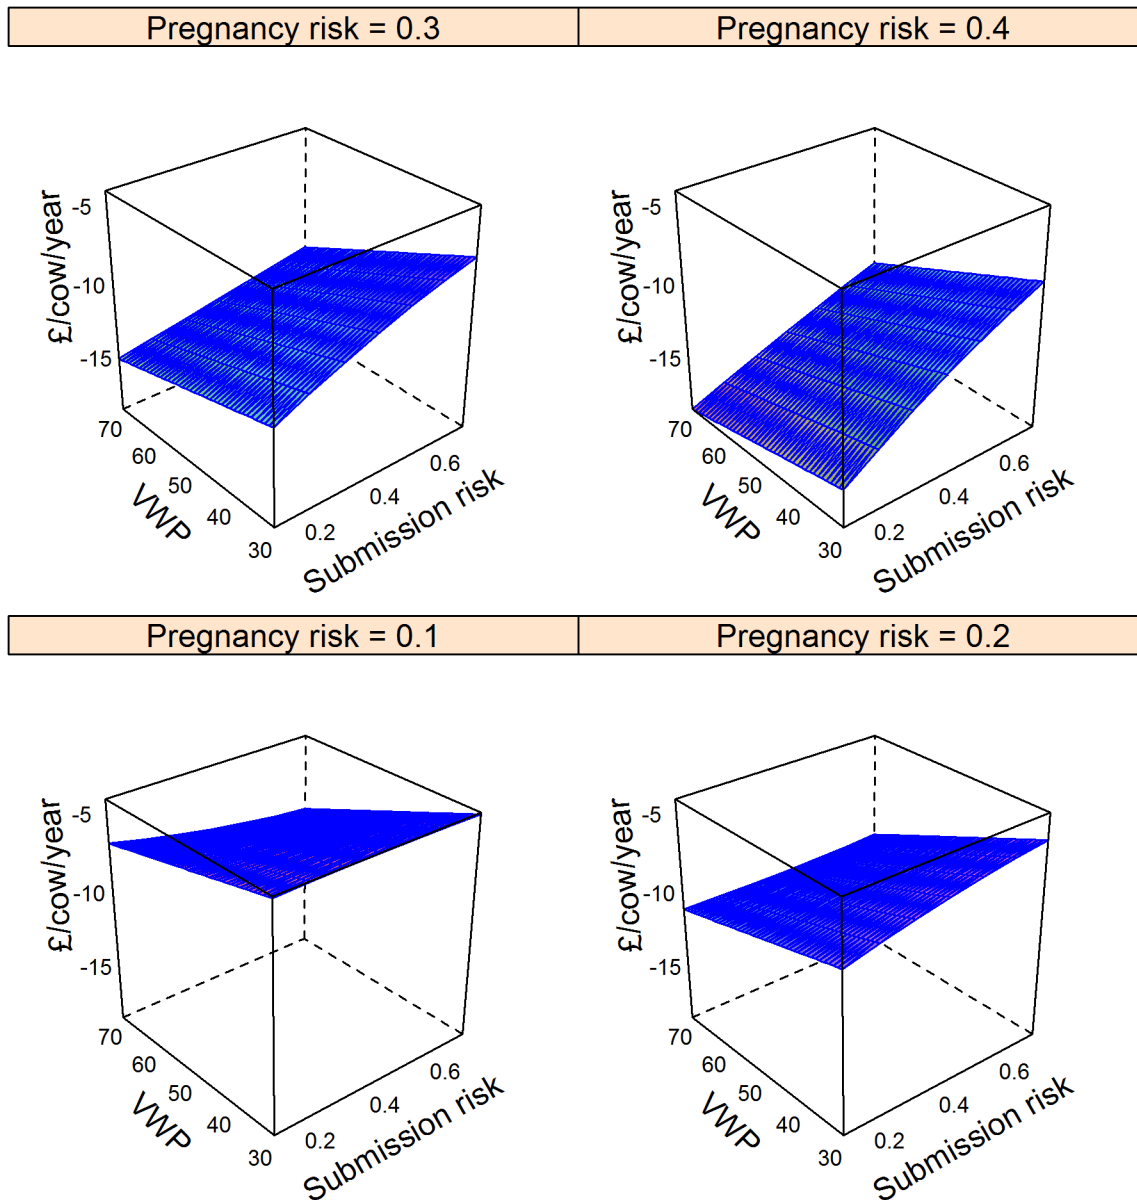 Pregnancy risk = 0.3
Pregnancy risk = 0.4
£/cow/year
-5
-10
-15
70
60
50
40
30
VWP
0.2
0.4
0.6
Submission risk
£/cow/year
-5
-10
-15
70
60
50
40
30
VWP
0.2
0.4
0.6
Submission risk
Pregnancy risk = 0.1
Pregnancy risk = 0.2
£/cow/year
-5
-10
-15
70
60
50
40
30
VWP
0.2
0.4
0.6
Submission risk
£/cow/year
-5
-10
-15
70
60
50
40
30
VWP
0.2
0.4
0.6
Submission risk